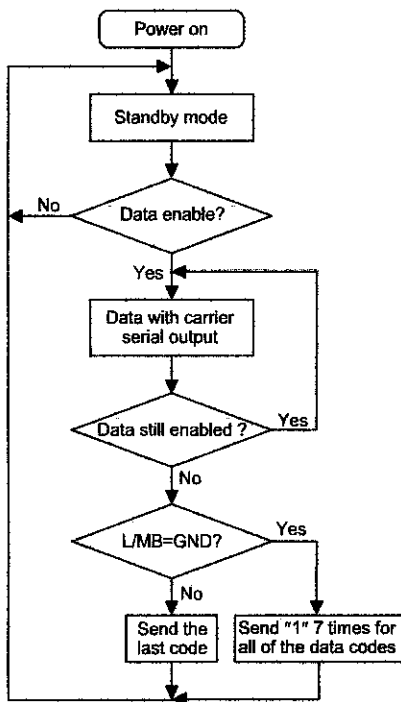 Power on
Standby mode
No
Data enable?
Yes
Data with carrier
serial output
Data still enabled ?
Yes
No
L/MB=GND?
Yes
No
Send the
last code
Send "1" 7 times for
all of the data codes